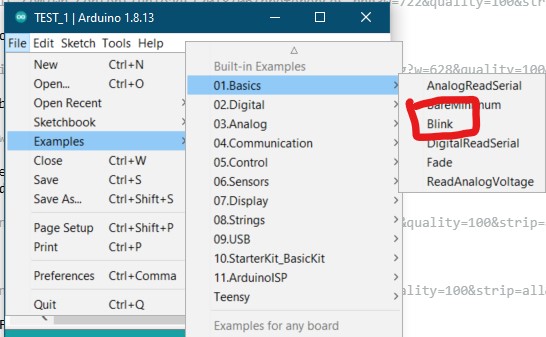 TEST_1 | Arduino 1.8.13
File Edit Sketch Tools Help
New Ctrl+N
Open... Ctrl+O
Open Recent
Sketchbook
Examples
Close Ctrl+W
Save Ctrl+S
Save As... Ctrl+Shift+S
Page Setup Ctrl+Shift+P
Print Ctrl+P
Preferences Ctrl+Comma
Quit Ctrl+Q
Built-in Examples
01.Basics
02.Digital
03.Analog
04.Communication
05.Control
06.Sensors
07.Display
08.Strings
09.USB
10.StarterKit_BasicKit
11.ArduinoISP
Teensy
Examples for any board
AnalogReadSerial
BareMinimum
Blink
DigitalReadSerial
Fade
ReadAnalogVoltage
=722&quality=100&st
g?w=628&quality=100
&quality=100&strip=
ality=100&strip=all